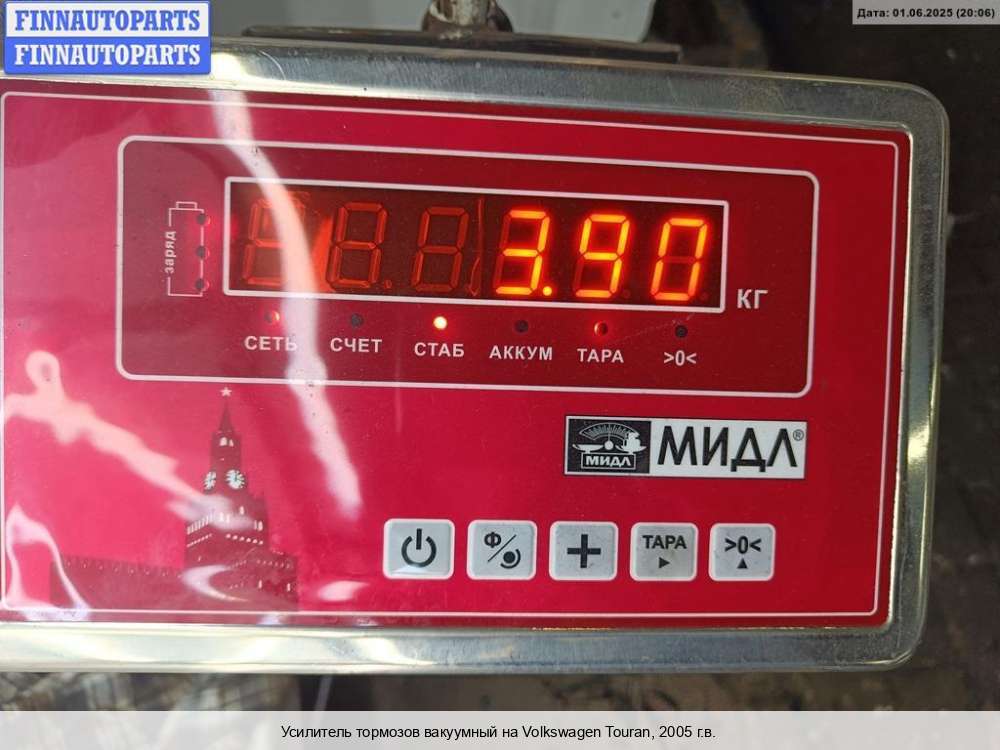 FINNAUTOPARTS
FINNAUTOPARTS
Дата: 01.06.2025 (20:06)
заряд
3.90
КГ
СЕТЬ СЧЕТ СТАБ АККУМ ТАРА >0<
МИДЛ МИДЛ®
Ф ТАРА >0<
Усилитель тормозов вакуумный на Volkswagen Touran, 2005 г.в.